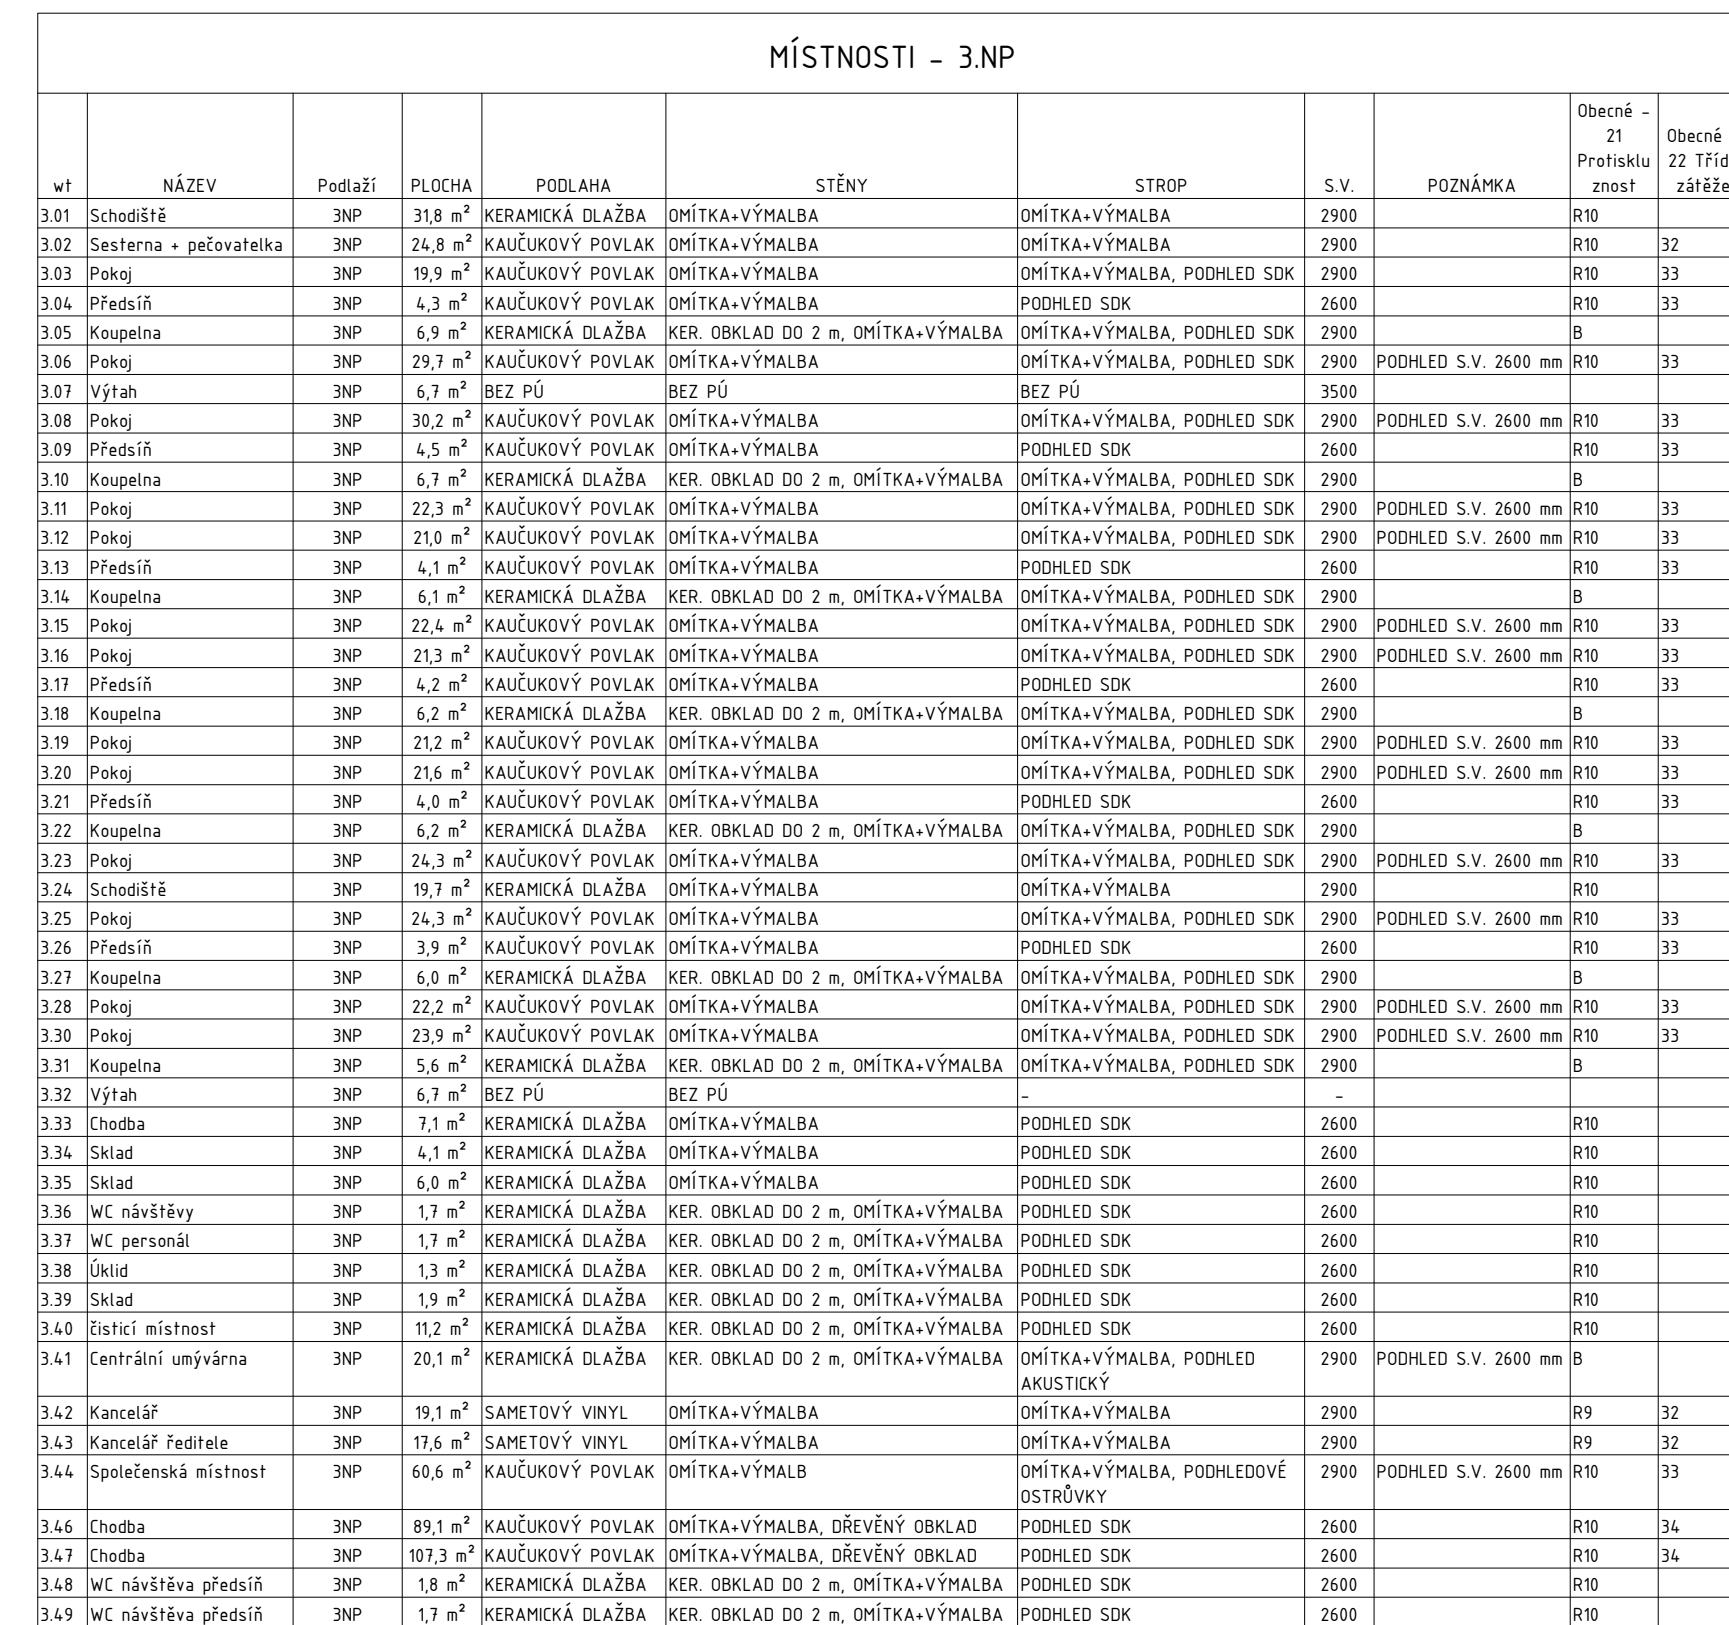 MÍSTNOSTI - 3.NP
wt NÁZEV Podlaží PLOCHA PODLAHA STĚNY STROP S.V. POZNÁMKA Obecné - 21 Protisklu znost Obecné 22 Tříd zátěže
3.01 Schodiště 3NP 31,8 m² KERAMICKÁ DLAŽBA OMÍTKA+VÝMALBA OMÍTKA+VÝMALBA 2900 R10
3.02 Sesterna + pečovatelka 3NP 24,8 m² KAUČUKOVÝ POVLAK OMÍTKA+VÝMALBA OMÍTKA+VÝMALBA 2900 R10 32
3.03 Pokoj 3NP 19,9 m² KAUČUKOVÝ POVLAK OMÍTKA+VÝMALBA OMÍTKA+VÝMALBA, PODHLED SDK 2900 R10 33
3.04 Předsíň 3NP 4,3 m² KAUČUKOVÝ POVLAK OMÍTKA+VÝMALBA PODHLED SDK 2600 R10 33
3.05 Koupelna 3NP 6,9 m² KERAMICKÁ DLAŽBA KER. OBKLAD DO 2 m, OMÍTKA+VÝMALBA OMÍTKA+VÝMALBA, PODHLED SDK 2900 B
3.06 Pokoj 3NP 29,7 m² KAUČUKOVÝ POVLAK OMÍTKA+VÝMALBA OMÍTKA+VÝMALBA, PODHLED SDK 2900 PODHLED S.V. 2600 mm R10 33
3.07 Výtah 3NP 6,7 m² BEZ PÚ BEZ PÚ BEZ PÚ 3500
3.08 Pokoj 3NP 30,2 m² KAUČUKOVÝ POVLAK OMÍTKA+VÝMALBA OMÍTKA+VÝMALBA, PODHLED SDK 2900 PODHLED S.V. 2600 mm R10 33
3.09 Předsíň 3NP 4,5 m² KAUČUKOVÝ POVLAK OMÍTKA+VÝMALBA PODHLED SDK 2600 R10 33
3.10 Koupelna 3NP 6,7 m² KERAMICKÁ DLAŽBA KER. OBKLAD DO 2 m, OMÍTKA+VÝMALBA OMÍTKA+VÝMALBA, PODHLED SDK 2900 B
3.11 Pokoj 3NP 22,3 m² KAUČUKOVÝ POVLAK OMÍTKA+VÝMALBA OMÍTKA+VÝMALBA, PODHLED SDK 2900 PODHLED S.V. 2600 mm R10 33
3.12 Pokoj 3NP 21,0 m² KAUČUKOVÝ POVLAK OMÍTKA+VÝMALBA OMÍTKA+VÝMALBA, PODHLED SDK 2900 PODHLED S.V. 2600 mm R10 33
3.13 Předsíň 3NP 4,1 m² KAUČUKOVÝ POVLAK OMÍTKA+VÝMALBA PODHLED SDK 2600 R10 33
3.14 Koupelna 3NP 6,1 m² KERAMICKÁ DLAŽBA KER. OBKLAD DO 2 m, OMÍTKA+VÝMALBA OMÍTKA+VÝMALBA, PODHLED SDK 2900 B
3.15 Pokoj 3NP 22,4 m² KAUČUKOVÝ POVLAK OMÍTKA+VÝMALBA OMÍTKA+VÝMALBA, PODHLED SDK 2900 PODHLED S.V. 2600 mm R10 33
3.16 Pokoj 3NP 21,3 m² KAUČUKOVÝ POVLAK OMÍTKA+VÝMALBA OMÍTKA+VÝMALBA, PODHLED SDK 2900 PODHLED S.V. 2600 mm R10 33
3.17 Předsíň 3NP 4,2 m² KAUČUKOVÝ POVLAK OMÍTKA+VÝMALBA PODHLED SDK 2600 R10 33
3.18 Koupelna 3NP 6,2 m² KERAMICKÁ DLAŽBA KER. OBKLAD DO 2 m, OMÍTKA+VÝMALBA OMÍTKA+VÝMALBA, PODHLED SDK 2900 B
3.19 Pokoj 3NP 21,2 m² KAUČUKOVÝ POVLAK OMÍTKA+VÝMALBA OMÍTKA+VÝMALBA, PODHLED SDK 2900 PODHLED S.V. 2600 mm R10 33
3.20 Pokoj 3NP 21,6 m² KAUČUKOVÝ POVLAK OMÍTKA+VÝMALBA OMÍTKA+VÝMALBA, PODHLED SDK 2900 PODHLED S.V. 2600 mm R10 33
3.21 Předsíň 3NP 4,0 m² KAUČUKOVÝ POVLAK OMÍTKA+VÝMALBA PODHLED SDK 2600 R10 33
3.22 Koupelna 3NP 6,2 m² KERAMICKÁ DLAŽBA KER. OBKLAD DO 2 m, OMÍTKA+VÝMALBA OMÍTKA+VÝMALBA, PODHLED SDK 2900 B
3.23 Pokoj 3NP 24,3 m² KAUČUKOVÝ POVLAK OMÍTKA+VÝMALBA OMÍTKA+VÝMALBA, PODHLED SDK 2900 PODHLED S.V. 2600 mm R10 33
3.24 Schodiště 3NP 19,7 m² KERAMICKÁ DLAŽBA OMÍTKA+VÝMALBA OMÍTKA+VÝMALBA 2900 R10
3.25 Pokoj 3NP 24,3 m² KAUČUKOVÝ POVLAK OMÍTKA+VÝMALBA OMÍTKA+VÝMALBA, PODHLED SDK 2900 PODHLED S.V. 2600 mm R10 33
3.26 Předsíň 3NP 3,9 m² KAUČUKOVÝ POVLAK OMÍTKA+VÝMALBA PODHLED SDK 2600 R10 33
3.27 Koupelna 3NP 6,0 m² KERAMICKÁ DLAŽBA KER. OBKLAD DO 2 m, OMÍTKA+VÝMALBA OMÍTKA+VÝMALBA, PODHLED SDK 2900 B
3.28 Pokoj 3NP 22,2 m² KAUČUKOVÝ POVLAK OMÍTKA+VÝMALBA OMÍTKA+VÝMALBA, PODHLED SDK 2900 PODHLED S.V. 2600 mm R10 33
3.30 Pokoj 3NP 23,9 m² KAUČUKOVÝ POVLAK OMÍTKA+VÝMALBA OMÍTKA+VÝMALBA, PODHLED SDK 2900 PODHLED S.V. 2600 mm R10 33
3.31 Koupelna 3NP 5,6 m² KERAMICKÁ DLAŽBA KER. OBKLAD DO 2 m, OMÍTKA+VÝMALBA OMÍTKA+VÝMALBA, PODHLED SDK 2900 B
3.32 Výtah 3NP 6,7 m² BEZ PÚ BEZ PÚ - -
3.33 Chodba 3NP 7,1 m² KERAMICKÁ DLAŽBA OMÍTKA+VÝMALBA PODHLED SDK 2600 R10
3.34 Sklad 3NP 4,1 m² KERAMICKÁ DLAŽBA OMÍTKA+VÝMALBA PODHLED SDK 2600 R10
3.35 Sklad 3NP 6,0 m² KERAMICKÁ DLAŽBA OMÍTKA+VÝMALBA PODHLED SDK 2600 R10
3.36 WC návštěvy 3NP 1,7 m² KERAMICKÁ DLAŽBA KER. OBKLAD DO 2 m, OMÍTKA+VÝMALBA PODHLED SDK 2600 R10
3.37 WC personál 3NP 1,7 m² KERAMICKÁ DLAŽBA KER. OBKLAD DO 2 m, OMÍTKA+VÝMALBA PODHLED SDK 2600 R10
3.38 Úklid 3NP 1,3 m² KERAMICKÁ DLAŽBA KER. OBKLAD DO 2 m, OMÍTKA+VÝMALBA PODHLED SDK 2600 R10
3.39 Sklad 3NP 1,9 m² KERAMICKÁ DLAŽBA KER. OBKLAD DO 2 m, OMÍTKA+VÝMALBA PODHLED SDK 2600 R10
3.40 čisticí místnost 3NP 11,2 m² KERAMICKÁ DLAŽBA KER. OBKLAD DO 2 m, OMÍTKA+VÝMALBA PODHLED SDK 2600 R10
3.41 Centrální umývárna 3NP 20,1 m² KERAMICKÁ DLAŽBA KER. OBKLAD DO 2 m, OMÍTKA+VÝMALBA OMÍTKA+VÝMALBA, PODHLED 2900 PODHLED S.V. 2600 mm B
AKUSTICKÝ
3.42 Kancelář 3NP 19,1 m² SAMETOVÝ VINYL OMÍTKA+VÝMALBA OMÍTKA+VÝMALBA 2900 R9 32
3.43 Kancelář ředitele 3NP 17,6 m² SAMETOVÝ VINYL OMÍTKA+VÝMALBA OMÍTKA+VÝMALBA 2900 R9 32
3.44 Společenská místnost 3NP 60,6 m² KAUČUKOVÝ POVLAK OMÍTKA+VÝMALB OMÍTKA+VÝMALBA, PODHLEDOVÉ 2900 PODHLED S.V. 2600 mm R10 33
OSTRŮVKY
3.46 Chodba 3NP 89,1 m² KAUČUKOVÝ POVLAK OMÍTKA+VÝMALBA, DŘEVĚNÝ OBKLAD PODHLED SDK 2600 R10 34
3.47 Chodba 3NP 107,3 m² KAUČUKOVÝ POVLAK OMÍTKA+VÝMALBA, DŘEVĚNÝ OBKLAD PODHLED SDK 2600 R10 34
3.48 WC návštěva předsíň 3NP 1,8 m² KERAMICKÁ DLAŽBA KER. OBKLAD DO 2 m, OMÍTKA+VÝMALBA PODHLED SDK 2600 R10
3.49 WC návštěva předsíň 3NP 1,7 m² KERAMICKÁ DLAŽBA KER. OBKLAD DO 2 m, OMÍTKA+VÝMALBA PODHLED SDK 2600 R10